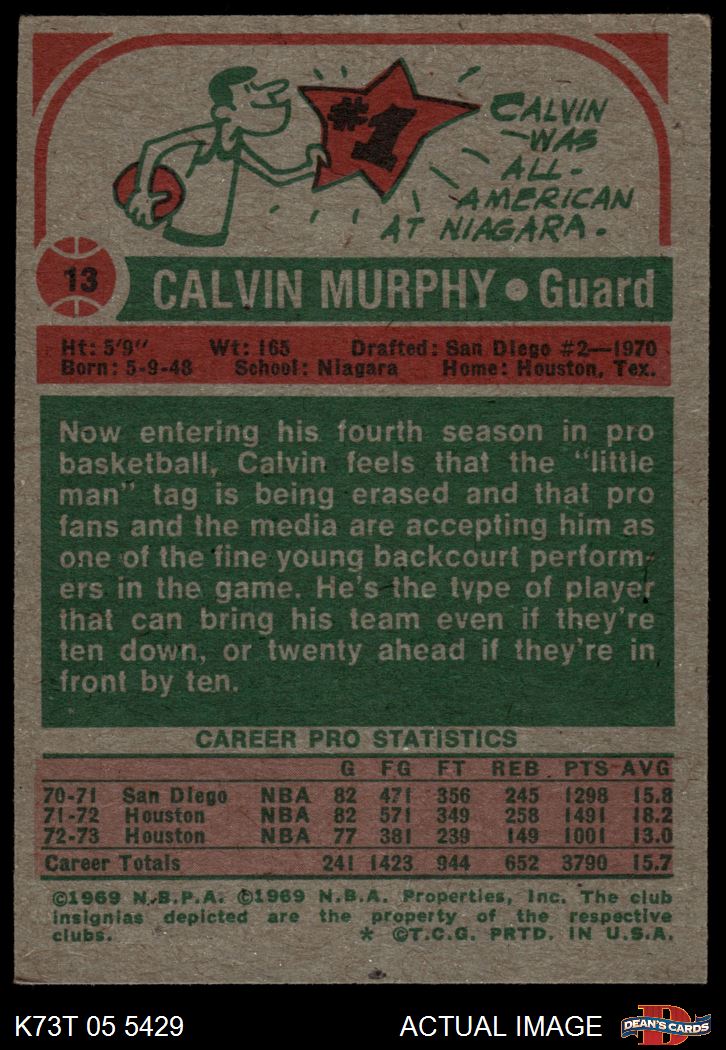 #1
CALVIN
WAS
ALL-
AMERICAN
AT NIAGARA.
13
CALVIN MURPHY • Guard
Ht: 5'9" Wt: 165 Drafted: San Diego #2—1970
Born: 5-9-48 School: Niagara Home: Houston, Tex.
Now entering his fourth season in pro
basketball, Calvin feels that the "little
man" tag is being erased and that pro
fans and the media are accepting him as
one of the fine young backcourt perform-
ers in the game. He's the type of player
that can bring his team even if they're
ten down, or twenty ahead if they're in
front by ten.
CAREER PRO STATISTICS
G FG FT REB. PTS AVG
70-71 San Diego NBA 82 471 356 245 1298 15.8
71-72 Houston NBA 82 571 349 258 1491 18.2
72-73 Houston NBA 77 381 239 149 1001 13.0
Career Totals 241 1423 944 652 3790 15.7
©1969 N.B.P.A. ©1969 N.B.A. Properties, Inc. The club
insignias depicted are the property of the respective
clubs. * ©T.C.G. PRTD. IN U.S.A.
K73T 05 5429 ACTUAL IMAGE
D
DEAN'S CARDS